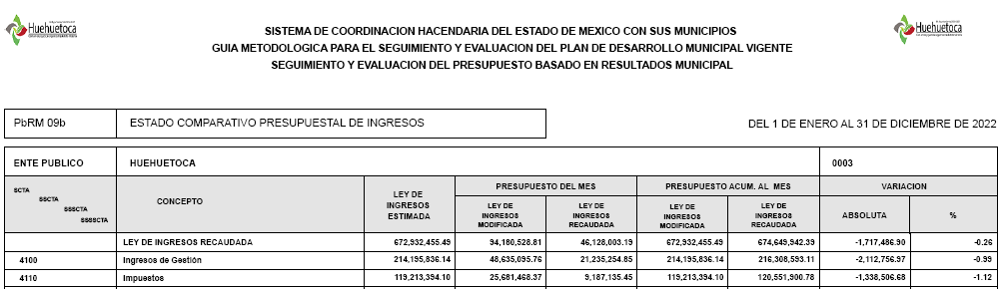 Huehuetoca
Huehuetoca
SISTEMA DE COORDINACION HACENDARIA DEL ESTADO DE MEXICO CON SUS MUNICIPIOS
GUIA METODOLOGICA PARA EL SEGUIMIENTO Y EVALUACION DEL PLAN DE DESARROLLO MUNICIPAL VIGENTE
SEGUIMIENTO Y EVALUACION DEL PRESUPUESTO BASADO EN RESULTADOS MUNICIPAL
PbRM 09b ESTADO COMPARATIVO PRESUPUESTAL DE INGRESOS
DEL 1 DE ENERO AL 31 DE DICIEMBRE DE 2022
ENTE PUBLICO HUEHUETOCA 0003
SCTA
SSCTA
SSSCTA
SSSSCTA
CONCEPTO
LEY DE
INGRESOS
ESTIMADA
PRESUPUESTO DEL MES
LEY DE
INGRESOS
MODIFICADA
LEY DE
INGRESOS
RECAUDADA
PRESUPUESTO ACUM. AL MES
LEY DE
INGRESOS
MODIFICADA
LEY DE
INGRESOS
RECAUDADA
VARIACION
ABSOLUTA %
LEY DE INGRESOS RECAUDADA 672,932,455.49 94,180,528.81 46,128,003.19 672,932,455.49 674,649,942.39 -1,717,486.90 -0.26
4100 Ingresos de Gestión 214,195,836.14 48,635,095.76 21,235,254.85 214,195,836.14 216,308,593.11 -2,112,756.97 -0.99
4110 Impuestos 119,213,394.10 25,681,468.37 9,187,135.45 119,213,394.10 120,551,900.78 -1,338,506.68 -1.12